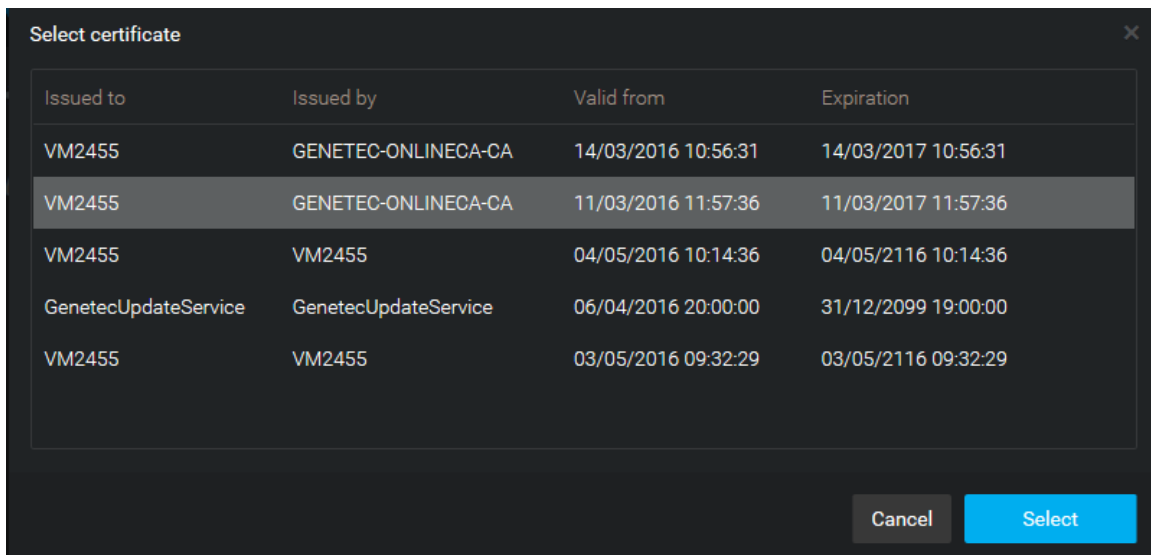 Select certificate
Issued to Issued by Valid from Expiration
VM2455 GENETEC-ONLINECA-CA 14/03/2016 10:56:31 14/03/2017 10:56:31
VM2455 GENETEC-ONLINECA-CA 11/03/2016 11:57:36 11/03/2017 11:57:36
VM2455 VM2455 04/05/2016 10:14:36 04/05/2116 10:14:36
GenetecUpdateService GenetecUpdateService 06/04/2016 20:00:00 31/12/2099 19:00:00
VM2455 VM2455 03/05/2016 09:32:29 03/05/2116 09:32:29
Cancel Select